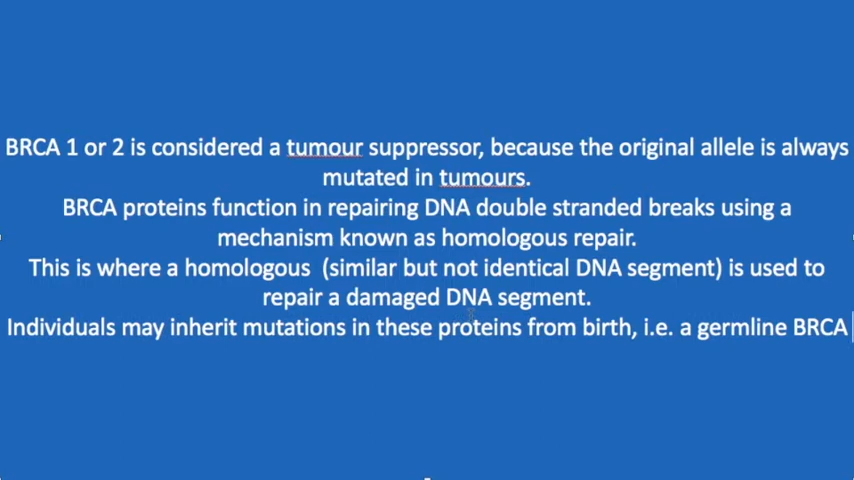 BRCA 1 or 2 is considered a tumour suppressor, because the original allele is always
mutated in tumours.
BRCA proteins function in repairing DNA double stranded breaks using a
mechanism known as homologous repair.
This is where a homologous  (similar but not identical DNA segment) is used to
repair a damaged DNA segment.
Individuals may inherit mutations in these proteins from birth, i.e. a germline BRCA